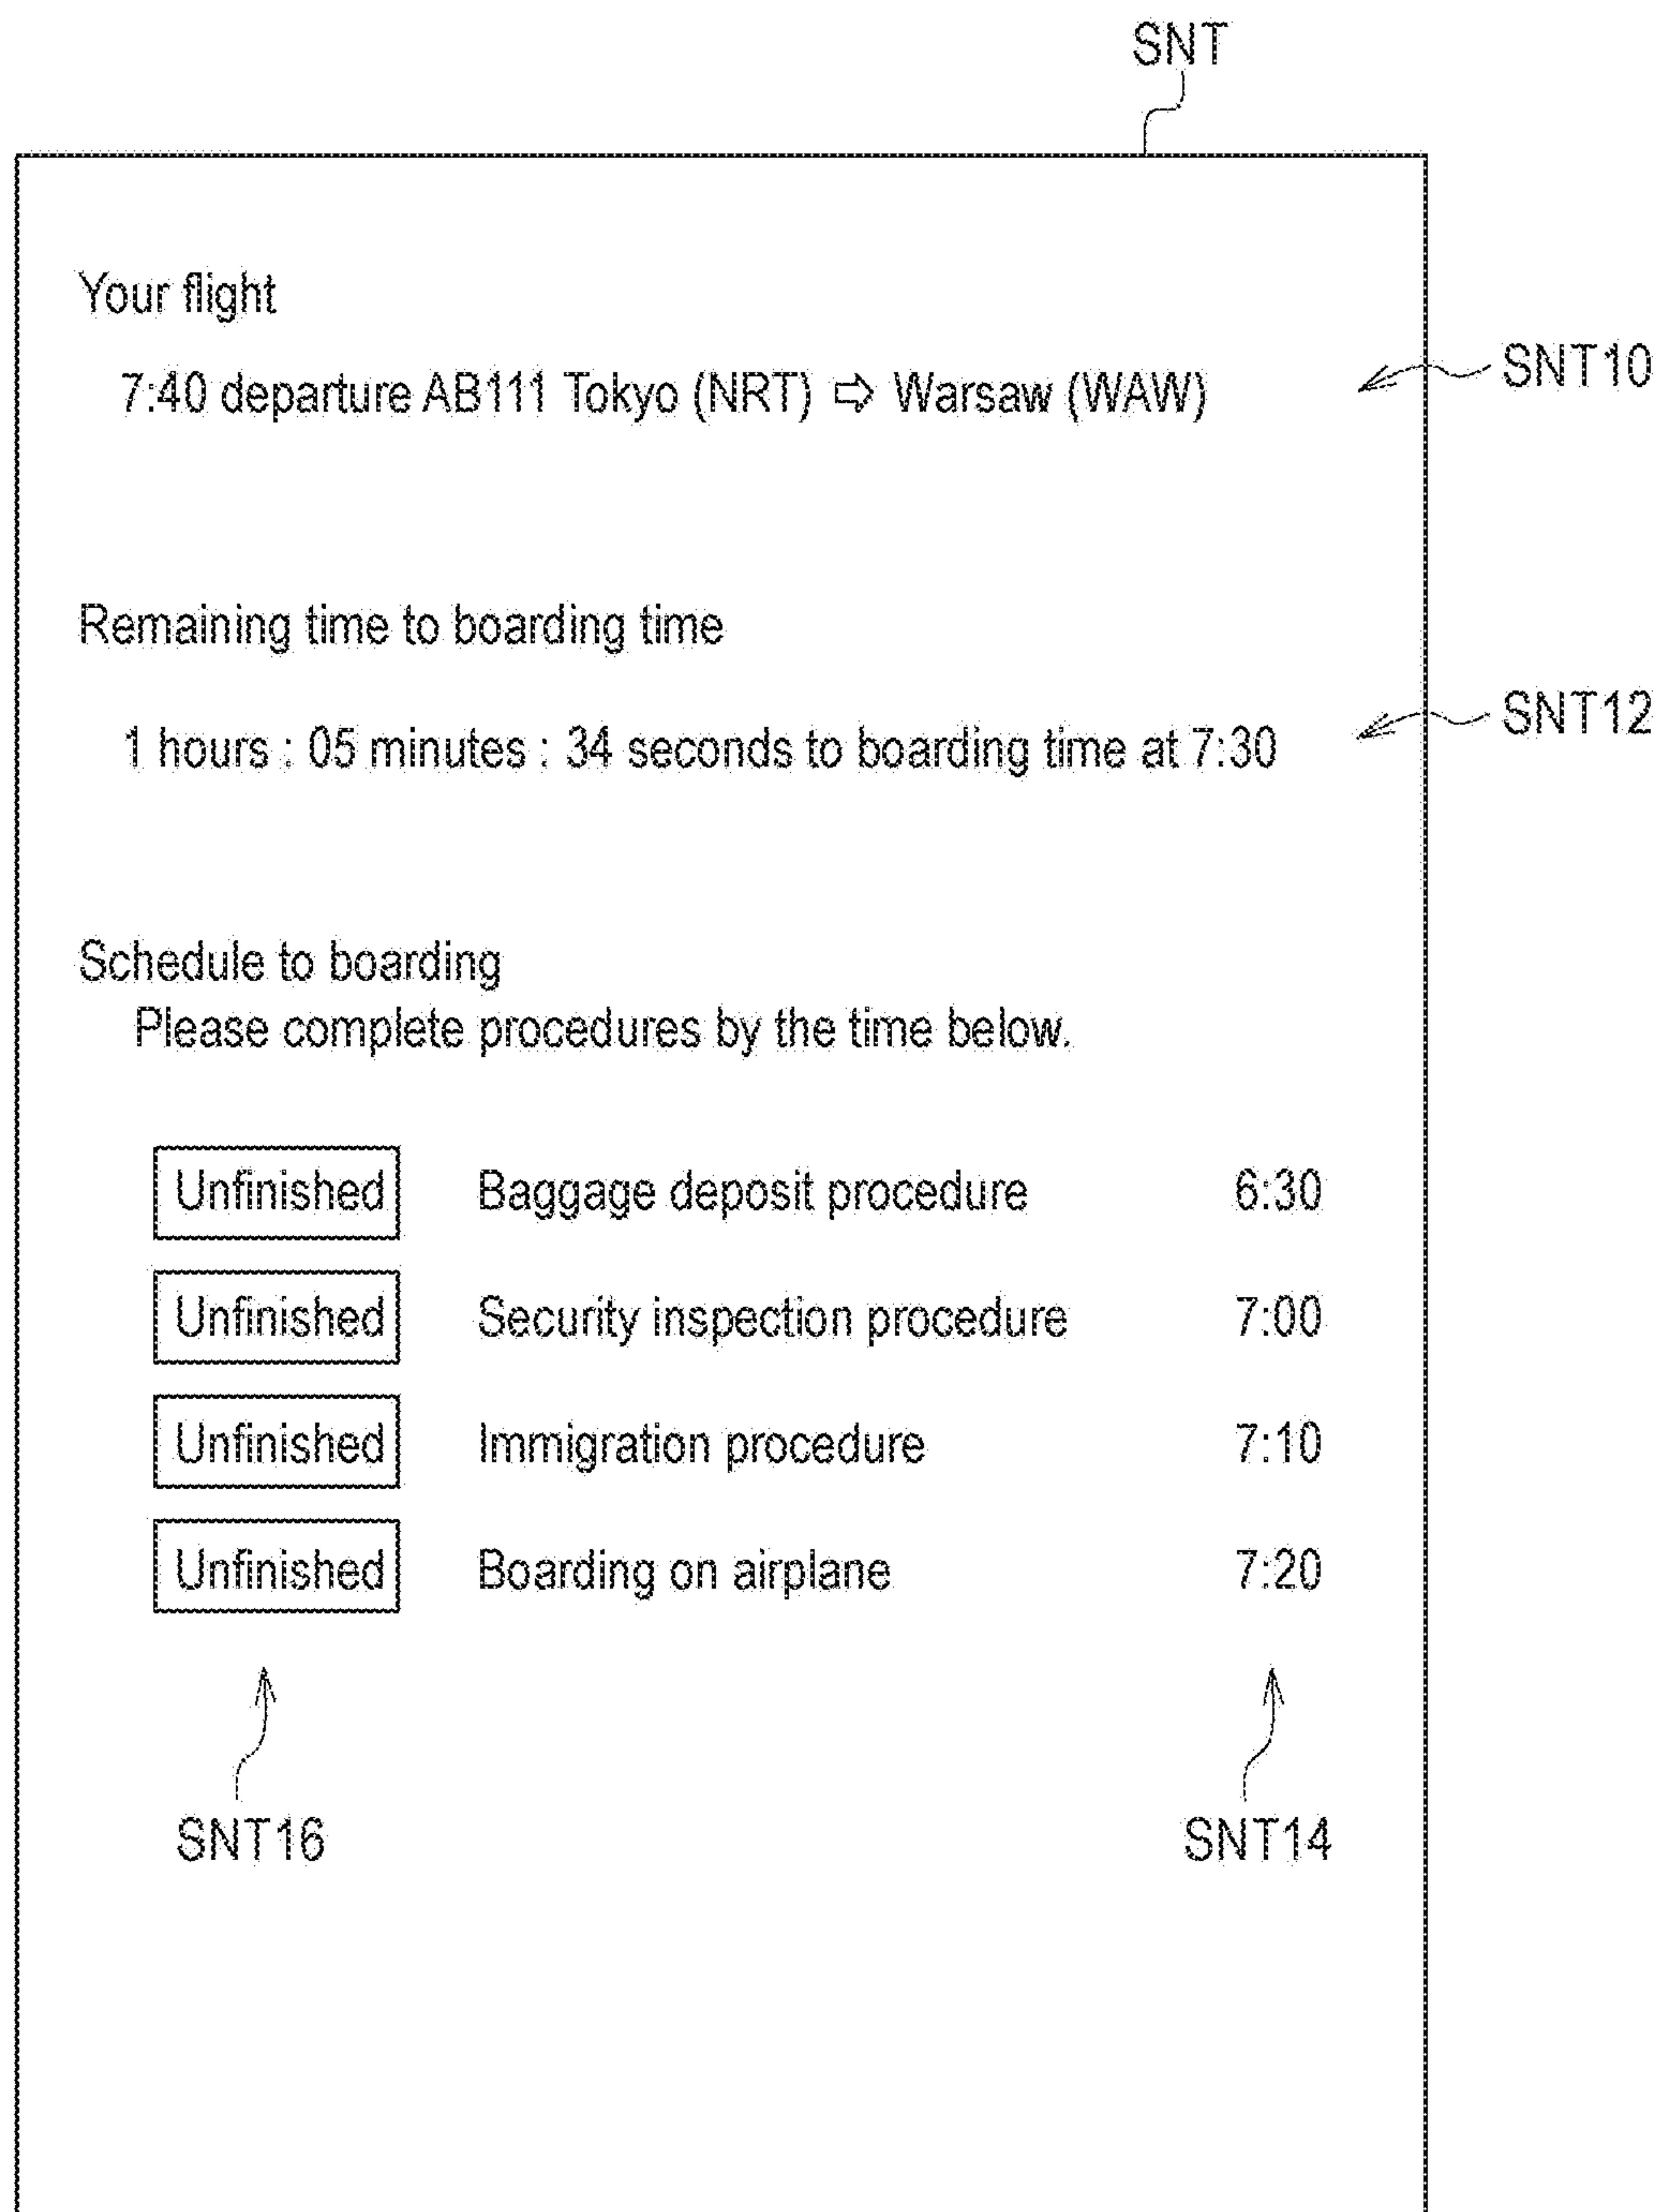 SNT
Your flight
7:40 departure AB111 Tokyo (NRT) ⇨ Warsaw (WAW)
SNT10
Remaining time to boarding time
SNT12
1 hours : 05 minutes : 34 seconds to boarding time at 7:30
Schedule to boarding
Please complete procedures by the time below.
Unfinished Baggage deposit procedure 6:30
Unfinished Security inspection procedure 7:00
Unfinished Immigration procedure 7:10
Unfinished Boarding on airplane 7:20
SNT16 SNT14